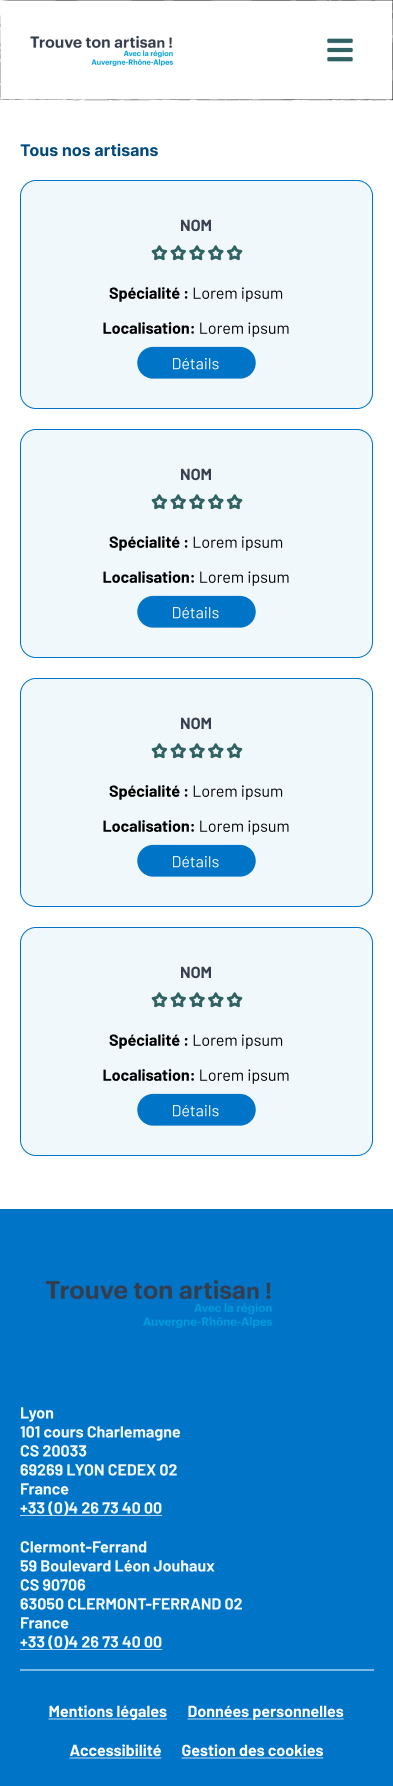 Trouve ton artisan !
Avec la région
Auvergne-Rhône-Alpes
Tous nos artisans
NOM
Spécialité : Lorem ipsum
Localisation: Lorem ipsum
Détails
NOM
Spécialité : Lorem ipsum
Localisation: Lorem ipsum
Détails
NOM
Spécialité : Lorem ipsum
Localisation: Lorem ipsum
Détails
NOM
Spécialité : Lorem ipsum
Localisation: Lorem ipsum
Détails
Trouve ton artisan !
Avec la région
Auvergne-Rhône-Alpes
Lyon
101 cours Charlemagne
CS 20033
69269 LYON CEDEX 02
France
+33 (0)4 26 73 40 00
Clermont-Ferrand
59 Boulevard Léon Jouhaux
CS 90706
63050 CLERMONT-FERRAND 02
France
+33 (0)4 26 73 40 00
Mentions légales Données personnelles
Accessibilité Gestion des cookies